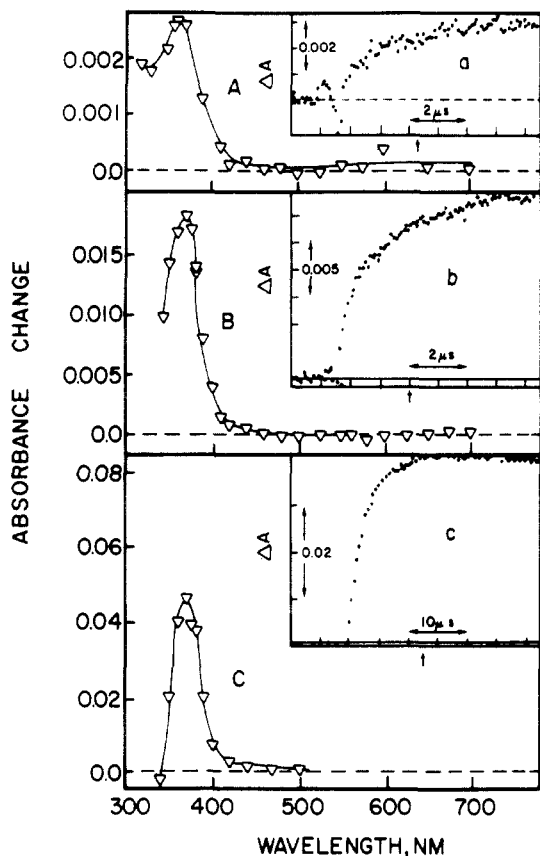 ABSORBANCE CHANGE
0.002
0.001
0.0
A
ΔA
0.002
a
2μs
0.015
0.010
0.005
0.0
B
ΔA
0.005
b
2μs
0.08
0.06
0.04
0.02
0.0
C
ΔA
0.02
c
10μs
300 400 500 600 700
WAVELENGTH, NM